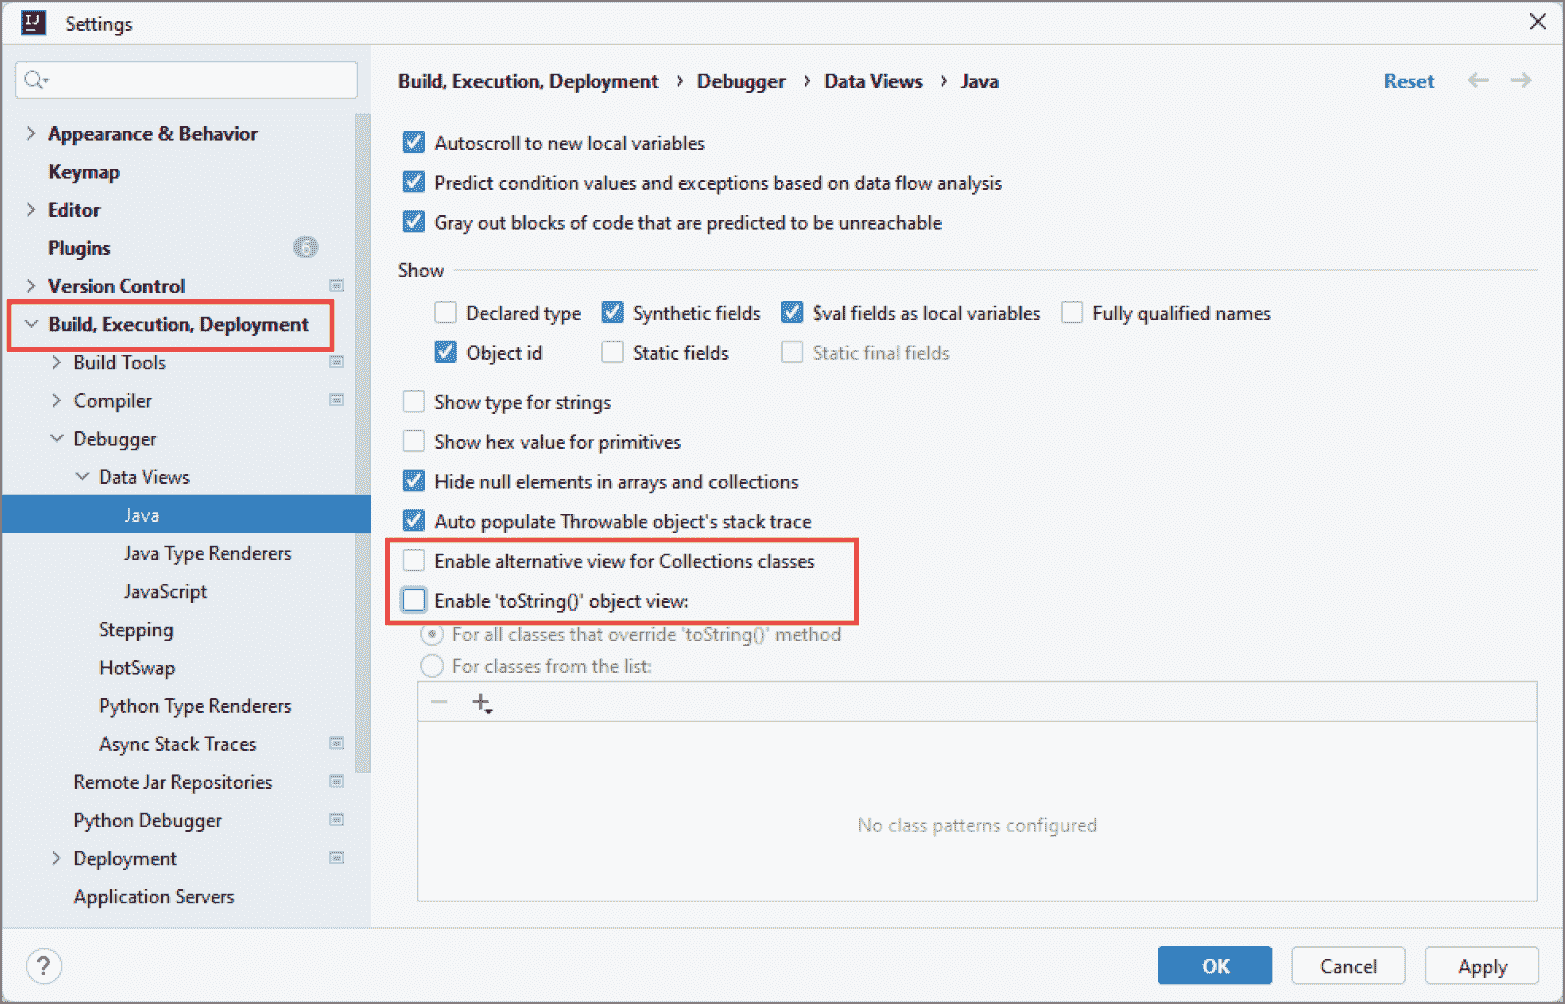 IJ Settings
Build, Execution, Deployment › Debugger › Data Views › Java Reset
Appearance & Behavior
Keymap
Editor
Plugins 6
Version Control
Build, Execution, Deployment
Build Tools
Compiler
Debugger
Data Views
Java
Java Type Renderers
JavaScript
Stepping
HotSwap
Python Type Renderers
Async Stack Traces
Remote Jar Repositories
Python Debugger
Deployment
Application Servers
Autoscroll to new local variables
Predict condition values and exceptions based on data flow analysis
Gray out blocks of code that are predicted to be unreachable
Show
Declared type Synthetic fields $val fields as local variables Fully qualified names
Object id Static fields Static final fields
Show type for strings
Show hex value for primitives
Hide null elements in arrays and collections
Auto populate Throwable object's stack trace
Enable alternative view for Collections classes
Enable 'toString()' object view:
For all classes that override 'toString()' method
For classes from the list:
No class patterns configured
? OK Cancel Apply